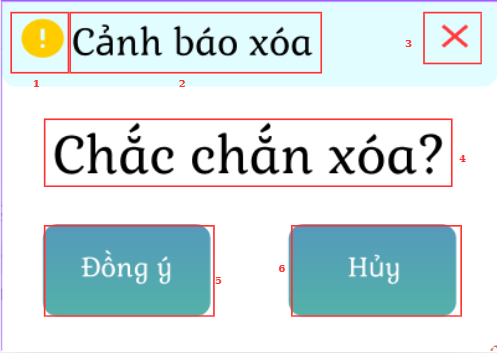 ! Cảnh báo xóa
3
1
2
Chắc chắn xóa?
4
Đồng ý
5
6
Hủy